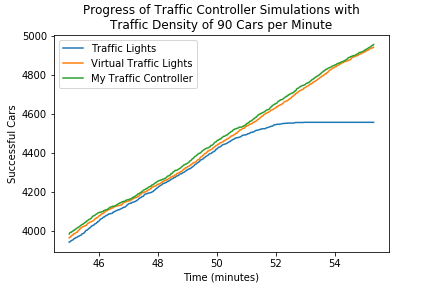 Progress of Traffic Controller Simulations with
Traffic Density of 90 Cars per Minute
Traffic Lights
Virtual Traffic Lights
My Traffic Controller
Successful Cars
5000
4800
4600
4400
4200
4000
46 48 50 52 54
Time (minutes)